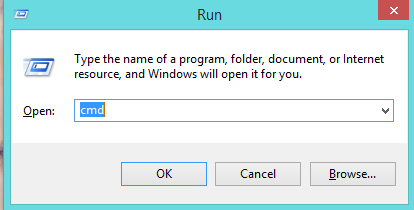 Run
Type the name of a program, folder, document, or Internet
resource, and Windows will open it for you.
Open: cmd
OK Cancel Browse...